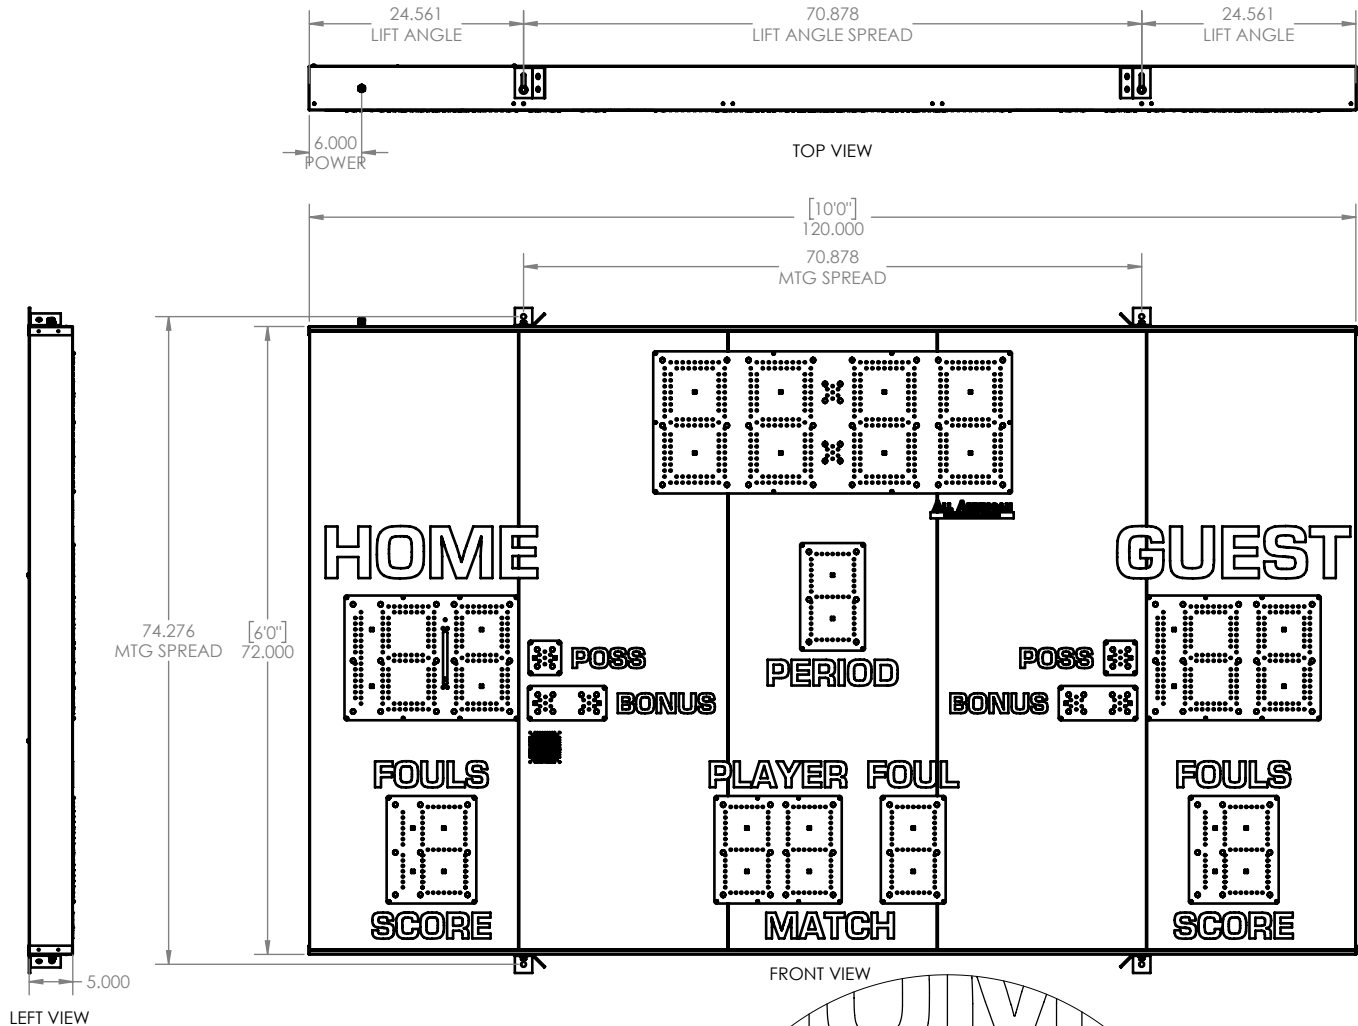 24.561
LIFT ANGLE
70.878
LIFT ANGLE SPREAD
24.561
LIFT ANGLE
6.000
POWER
TOP VIEW
[10'0"]
120.000
70.878
MTG SPREAD
74.276
MTG SPREAD
[6'0"]
72.000
ALL AMERICAN
HOME
GUEST
POSS
BONUS
PERIOD
POSS
BONUS
FOULS
PLAYER FOUL
FOULS
SCORE
MATCH
SCORE
FRONT VIEW
5.000
LEFT VIEW